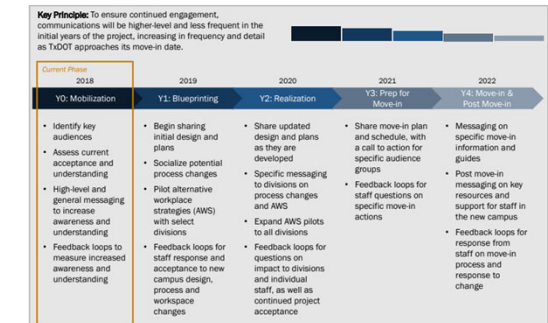 Key Principle: To ensure continued engagement,
communications will be higher-level and less frequent in the
initial years of the project, increasing in frequency and detail
as TxDOT approaches its move-in date.
Current Phase
2018
Y0: Mobilization
• Identify key
audiences
• Assess current
acceptance and
understanding
• High-level and
general messaging
to increase
awareness and
understanding
• Feedback loops to
measure increased
awareness and
understanding
2019
Y1: Blueprinting
• Begin sharing
initial design and
plans
• Socialize potential
process changes
• Pilot alternative
workplace
strategies (AWS)
with select
divisions
• Feedback loops for
staff response and
acceptance to new
campus design,
process and
workspace
changes
2020
Y2: Realization
• Share updated
design and plans
as they are
developed
• Specific messaging
to divisions on
process changes
and AWS
• Expand AWS pilots
to all divisions
• Feedback loops for
questions on
impact to divisions
and individual
staff, as well as
continued project
acceptance
2021
Y3: Prep for
Move-in
• Share move-in plan
and schedule, with
a call to action for
specific audience
groups
• Feedback loops for
staff questions on
specific move-in
actions
2022
Y4: Move-in &
Post Move-in
• Messaging on
specific move-in
information and
guides
• Post move-in
messaging on key
resources and
support for staff in
the new campus
• Feedback loops for
response from
staff on move-in
process and
response to
change